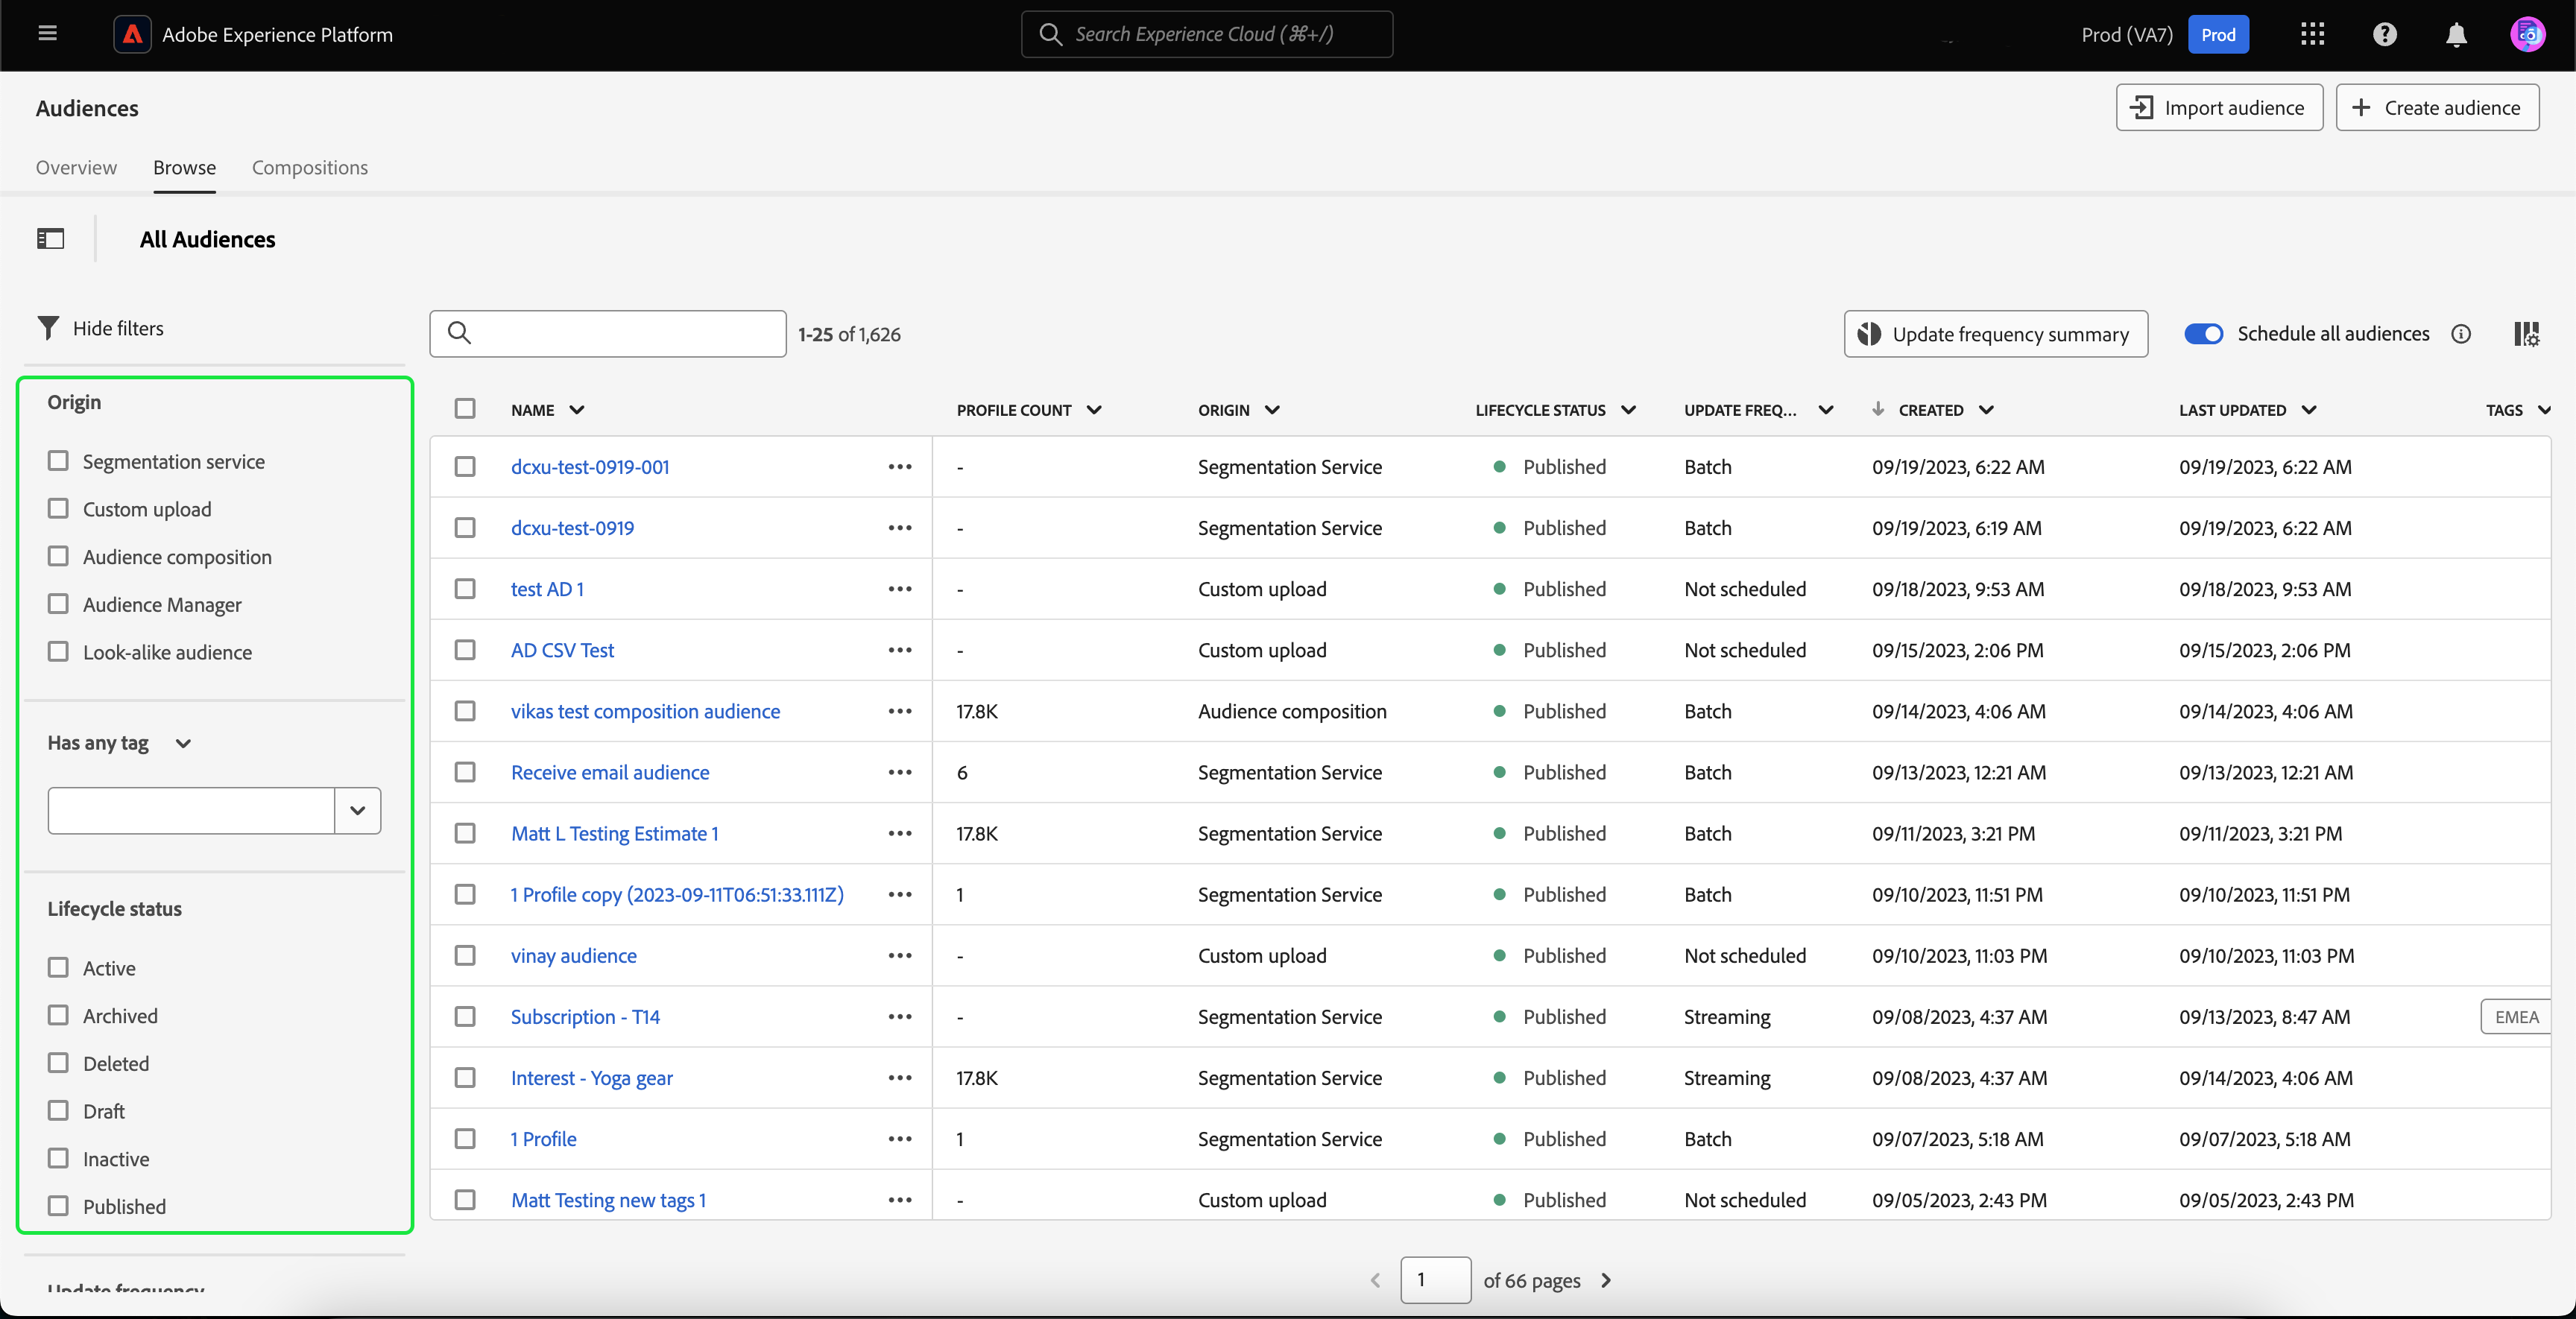 Adobe Experience Platform
Search Experience Cloud (⌘+/)
Prod (VA7) Prod
Audiences
Import audience
Create audience
Overview Browse Compositions
All Audiences
Hide filters
1-25 of 1,626
Update frequency summary
Schedule all audiences
Origin
Segmentation service
Custom upload
Audience composition
Audience Manager
Look-alike audience
Has any tag
Lifecycle status
Active
Archived
Deleted
Draft
Inactive
Published
Update frequency
NAME PROFILE COUNT ORIGIN LIFECYCLE STATUS UPDATE FREQ... CREATED LAST UPDATED TAGS
dcxu-test-0919-001 - Segmentation Service Published Batch 09/19/2023, 6:22 AM 09/19/2023, 6:22 AM
dcxu-test-0919 - Segmentation Service Published Batch 09/19/2023, 6:19 AM 09/19/2023, 6:22 AM
test AD 1 - Custom upload Published Not scheduled 09/18/2023, 9:53 AM 09/18/2023, 9:53 AM
AD CSV Test - Custom upload Published Not scheduled 09/15/2023, 2:06 PM 09/15/2023, 2:06 PM
vikas test composition audience 17.8K Audience composition Published Batch 09/14/2023, 4:06 AM 09/14/2023, 4:06 AM
Receive email audience 6 Segmentation Service Published Batch 09/13/2023, 12:21 AM 09/13/2023, 12:21 AM
Matt L Testing Estimate 1 17.8K Segmentation Service Published Batch 09/11/2023, 3:21 PM 09/11/2023, 3:21 PM
1 Profile copy (2023-09-11T06:51:33.111Z) 1 Segmentation Service Published Batch 09/10/2023, 11:51 PM 09/10/2023, 11:51 PM
vinay audience - Custom upload Published Not scheduled 09/10/2023, 11:03 PM 09/10/2023, 11:03 PM
Subscription - T14 - Segmentation Service Published Streaming 09/08/2023, 4:37 AM 09/13/2023, 8:47 AM EMEA
Interest - Yoga gear 17.8K Segmentation Service Published Streaming 09/08/2023, 4:37 AM 09/14/2023, 4:06 AM
1 Profile 1 Segmentation Service Published Batch 09/07/2023, 5:18 AM 09/07/2023, 5:18 AM
Matt Testing new tags 1 - Custom upload Published Not scheduled 09/05/2023, 2:43 PM 09/05/2023, 2:43 PM
1 of 66 pages